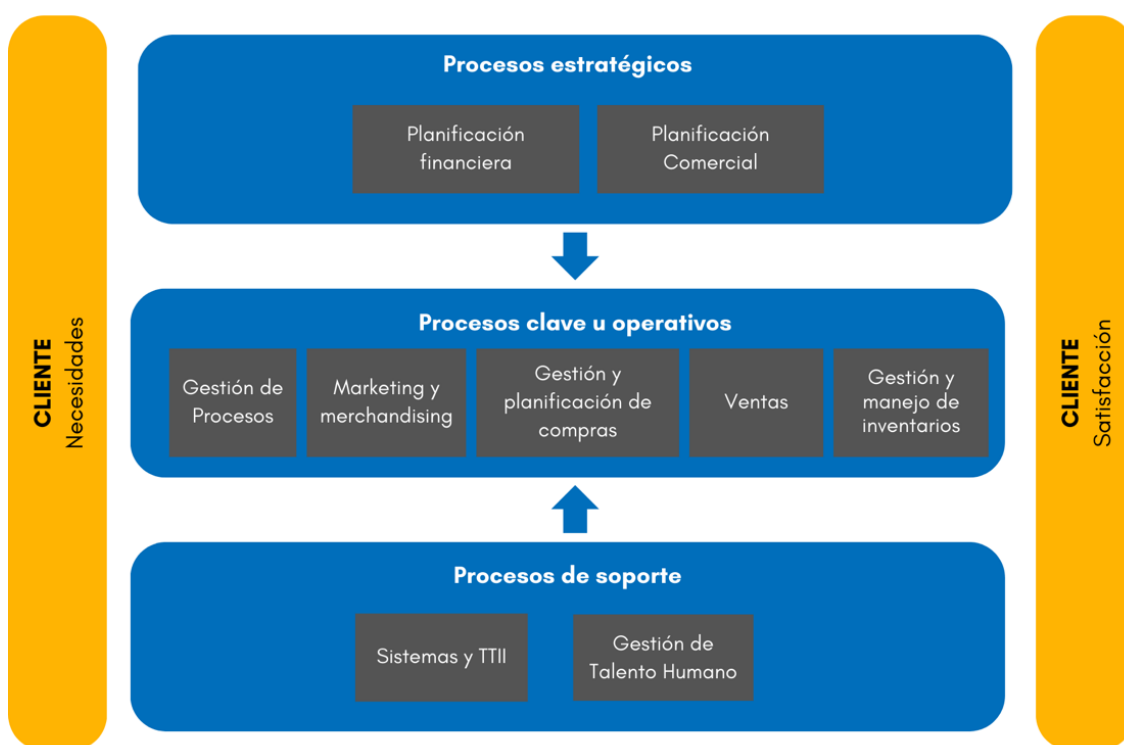 Procesos estratégicos
Planificación
financiera
Planificación
Comercial
CLIENTE
Necesidades
Procesos clave u operativos
Gestión de
Procesos
Marketing y
merchandising
Gestión y
planificación de
compras
Ventas
Gestión y
manejo de
inventarios
CLIENTE
Satisfacción
Procesos de soporte
Sistemas y TTII
Gestión de
Talento Humano